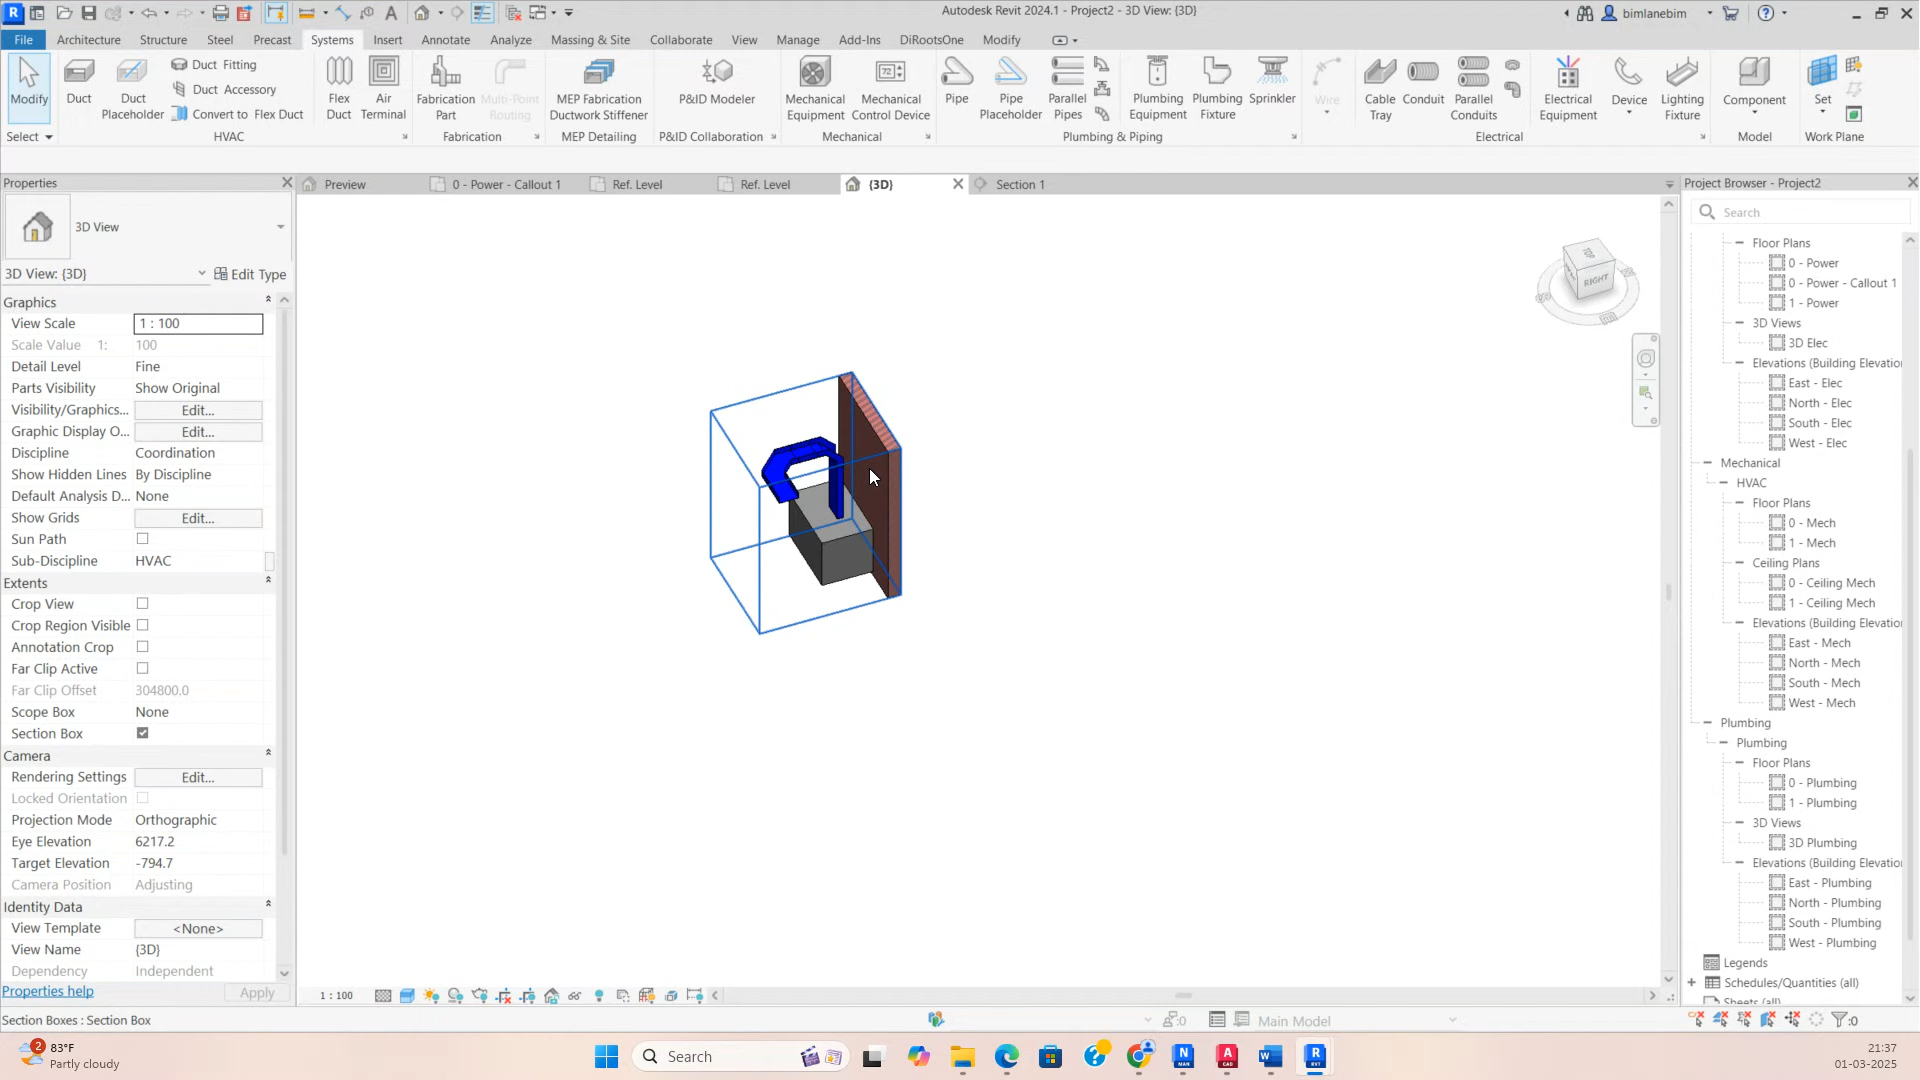 Autodesk Revit 2024.1 - Project2 - 3D View: {3D}
bimlanebim
File
Architecture
Structure
Steel
Precast
Systems
Insert
Annotate
Analyze
Massing & Site
Collaborate
View
Manage
Add-Ins
DiRootsOne
Modify
Modify
Duct
Duct
Placeholder
Duct Fitting
Duct Accessory
Convert to Flex Duct
Flex
Duct
Air
Terminal
Fabrication
Part
Multi-Point
Routing
MEP Fabrication
Ductwork Stiffener
P&ID Modeler
Mechanical
Equipment
Mechanical
Control Device
Pipe
Pipe
Placeholder
Parallel
Pipes
Plumbing
Equipment
Plumbing
Fixture
Sprinkler
Wire
Cable
Tray
Conduit
Parallel
Conduits
Electrical
Equipment
Device
Lighting
Fixture
Component
Set
Select
HVAC
Fabrication
MEP Detailing
P&ID Collaboration
Mechanical
Plumbing & Piping
Electrical
Model
Work Plane
Properties
3D View
3D View: {3D}
Edit Type
Graphics
View Scale 1 : 100
Scale Value 1: 100
Detail Level Fine
Parts Visibility Show Original
Visibility/Graphics... Edit...
Graphic Display O... Edit...
Discipline Coordination
Show Hidden Lines By Discipline
Default Analysis D... None
Show Grids Edit...
Sun Path
Sub-Discipline HVAC
Extents
Crop View
Crop Region Visible
Annotation Crop
Far Clip Active
Far Clip Offset 304800.0
Scope Box None
Section Box
Camera
Rendering Settings Edit...
Locked Orientation
Projection Mode Orthographic
Eye Elevation 6217.2
Target Elevation -794.7
Camera Position Adjusting
Identity Data
View Template <None>
View Name {3D}
Dependency Independent
Properties help
Apply
Preview
0 - Power - Callout 1
Ref. Level
Ref. Level
{3D}
Section 1
TOP
RIGHT
Project Browser - Project2
Search
Floor Plans
0 - Power
0 - Power - Callout 1
1 - Power
3D Views
3D Elec
Elevations (Building Elevation
East - Elec
North - Elec
South - Elec
West - Elec
Mechanical
HVAC
Floor Plans
0 - Mech
1 - Mech
Ceiling Plans
0 - Ceiling Mech
1 - Ceiling Mech
Elevations (Building Elevation
East - Mech
North - Mech
South - Mech
West - Mech
Plumbing
Plumbing
Floor Plans
0 - Plumbing
1 - Plumbing
3D Views
3D Plumbing
Elevations (Building Elevation
East - Plumbing
North - Plumbing
South - Plumbing
West - Plumbing
Legends
Schedules/Quantities (all)
Sheets (all)
1 : 100
Section Boxes : Section Box
:0
Main Model
:0
2
83°F
Partly cloudy
Search
21:37
01-03-2025